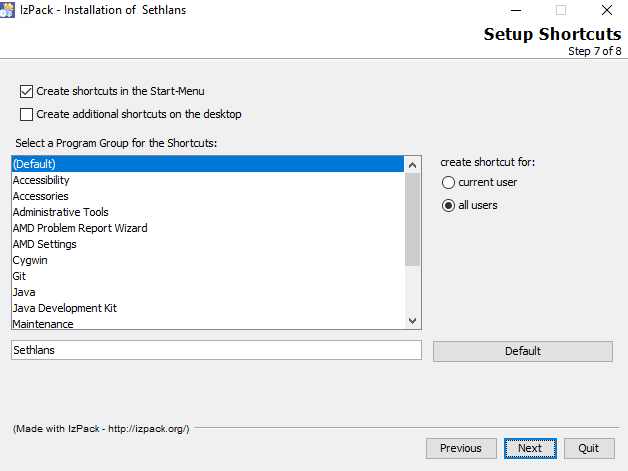 IzPack - Installation of Sethlans
Setup Shortcuts
Step 7 of 8
Create shortcuts in the Start-Menu
Create additional shortcuts on the desktop
Select a Program Group for the Shortcuts:
(Default)
Accessibility
Accessories
Administrative Tools
AMD Problem Report Wizard
AMD Settings
Cygwin
Git
Java
Java Development Kit
Maintenance
create shortcut for:
current user
all users
Sethlans
Default
(Made with IzPack - http://izpack.org/)
Previous
Next
Quit